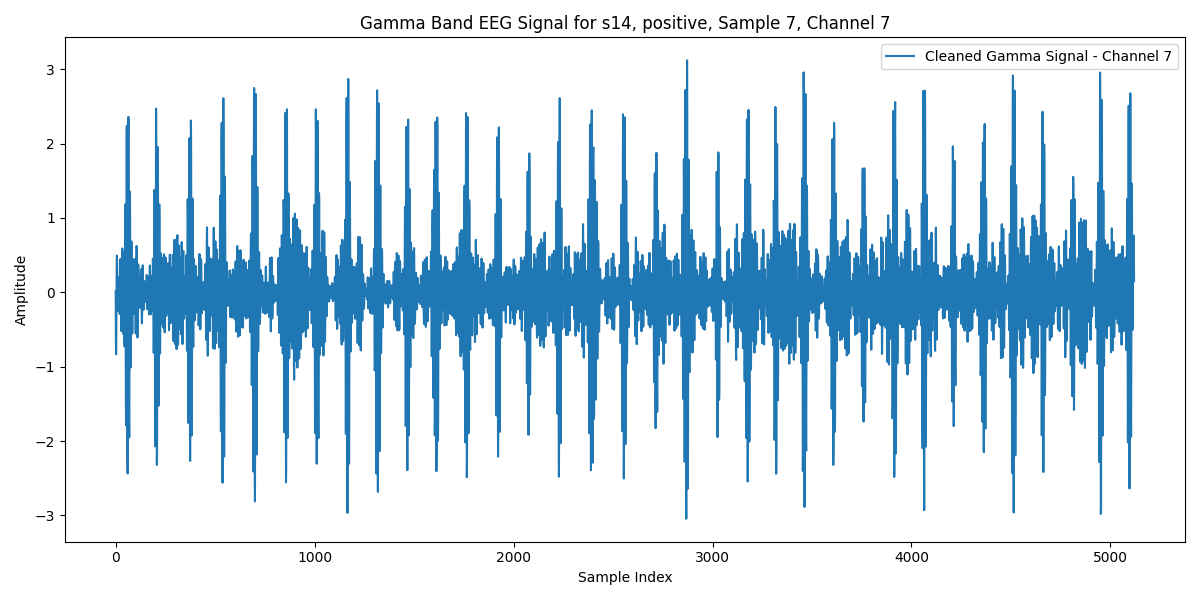 Gamma Band EEG Signal for s14, positive, Sample 7, Channel 7
Cleaned Gamma Signal - Channel 7
Amplitude
3
2
1
0
−1
−2
−3
0 1000 2000 3000 4000 5000
Sample Index